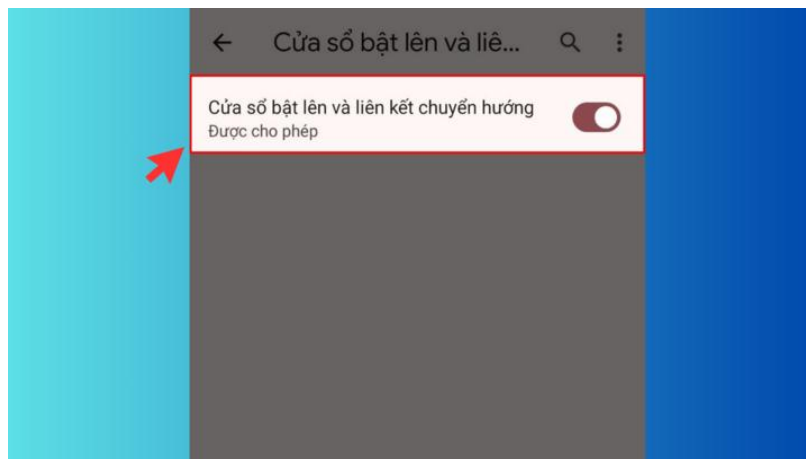 Cửa sổ bật lên và liê...
Cửa sổ bật lên và liên kết chuyển hướng
Được cho phép